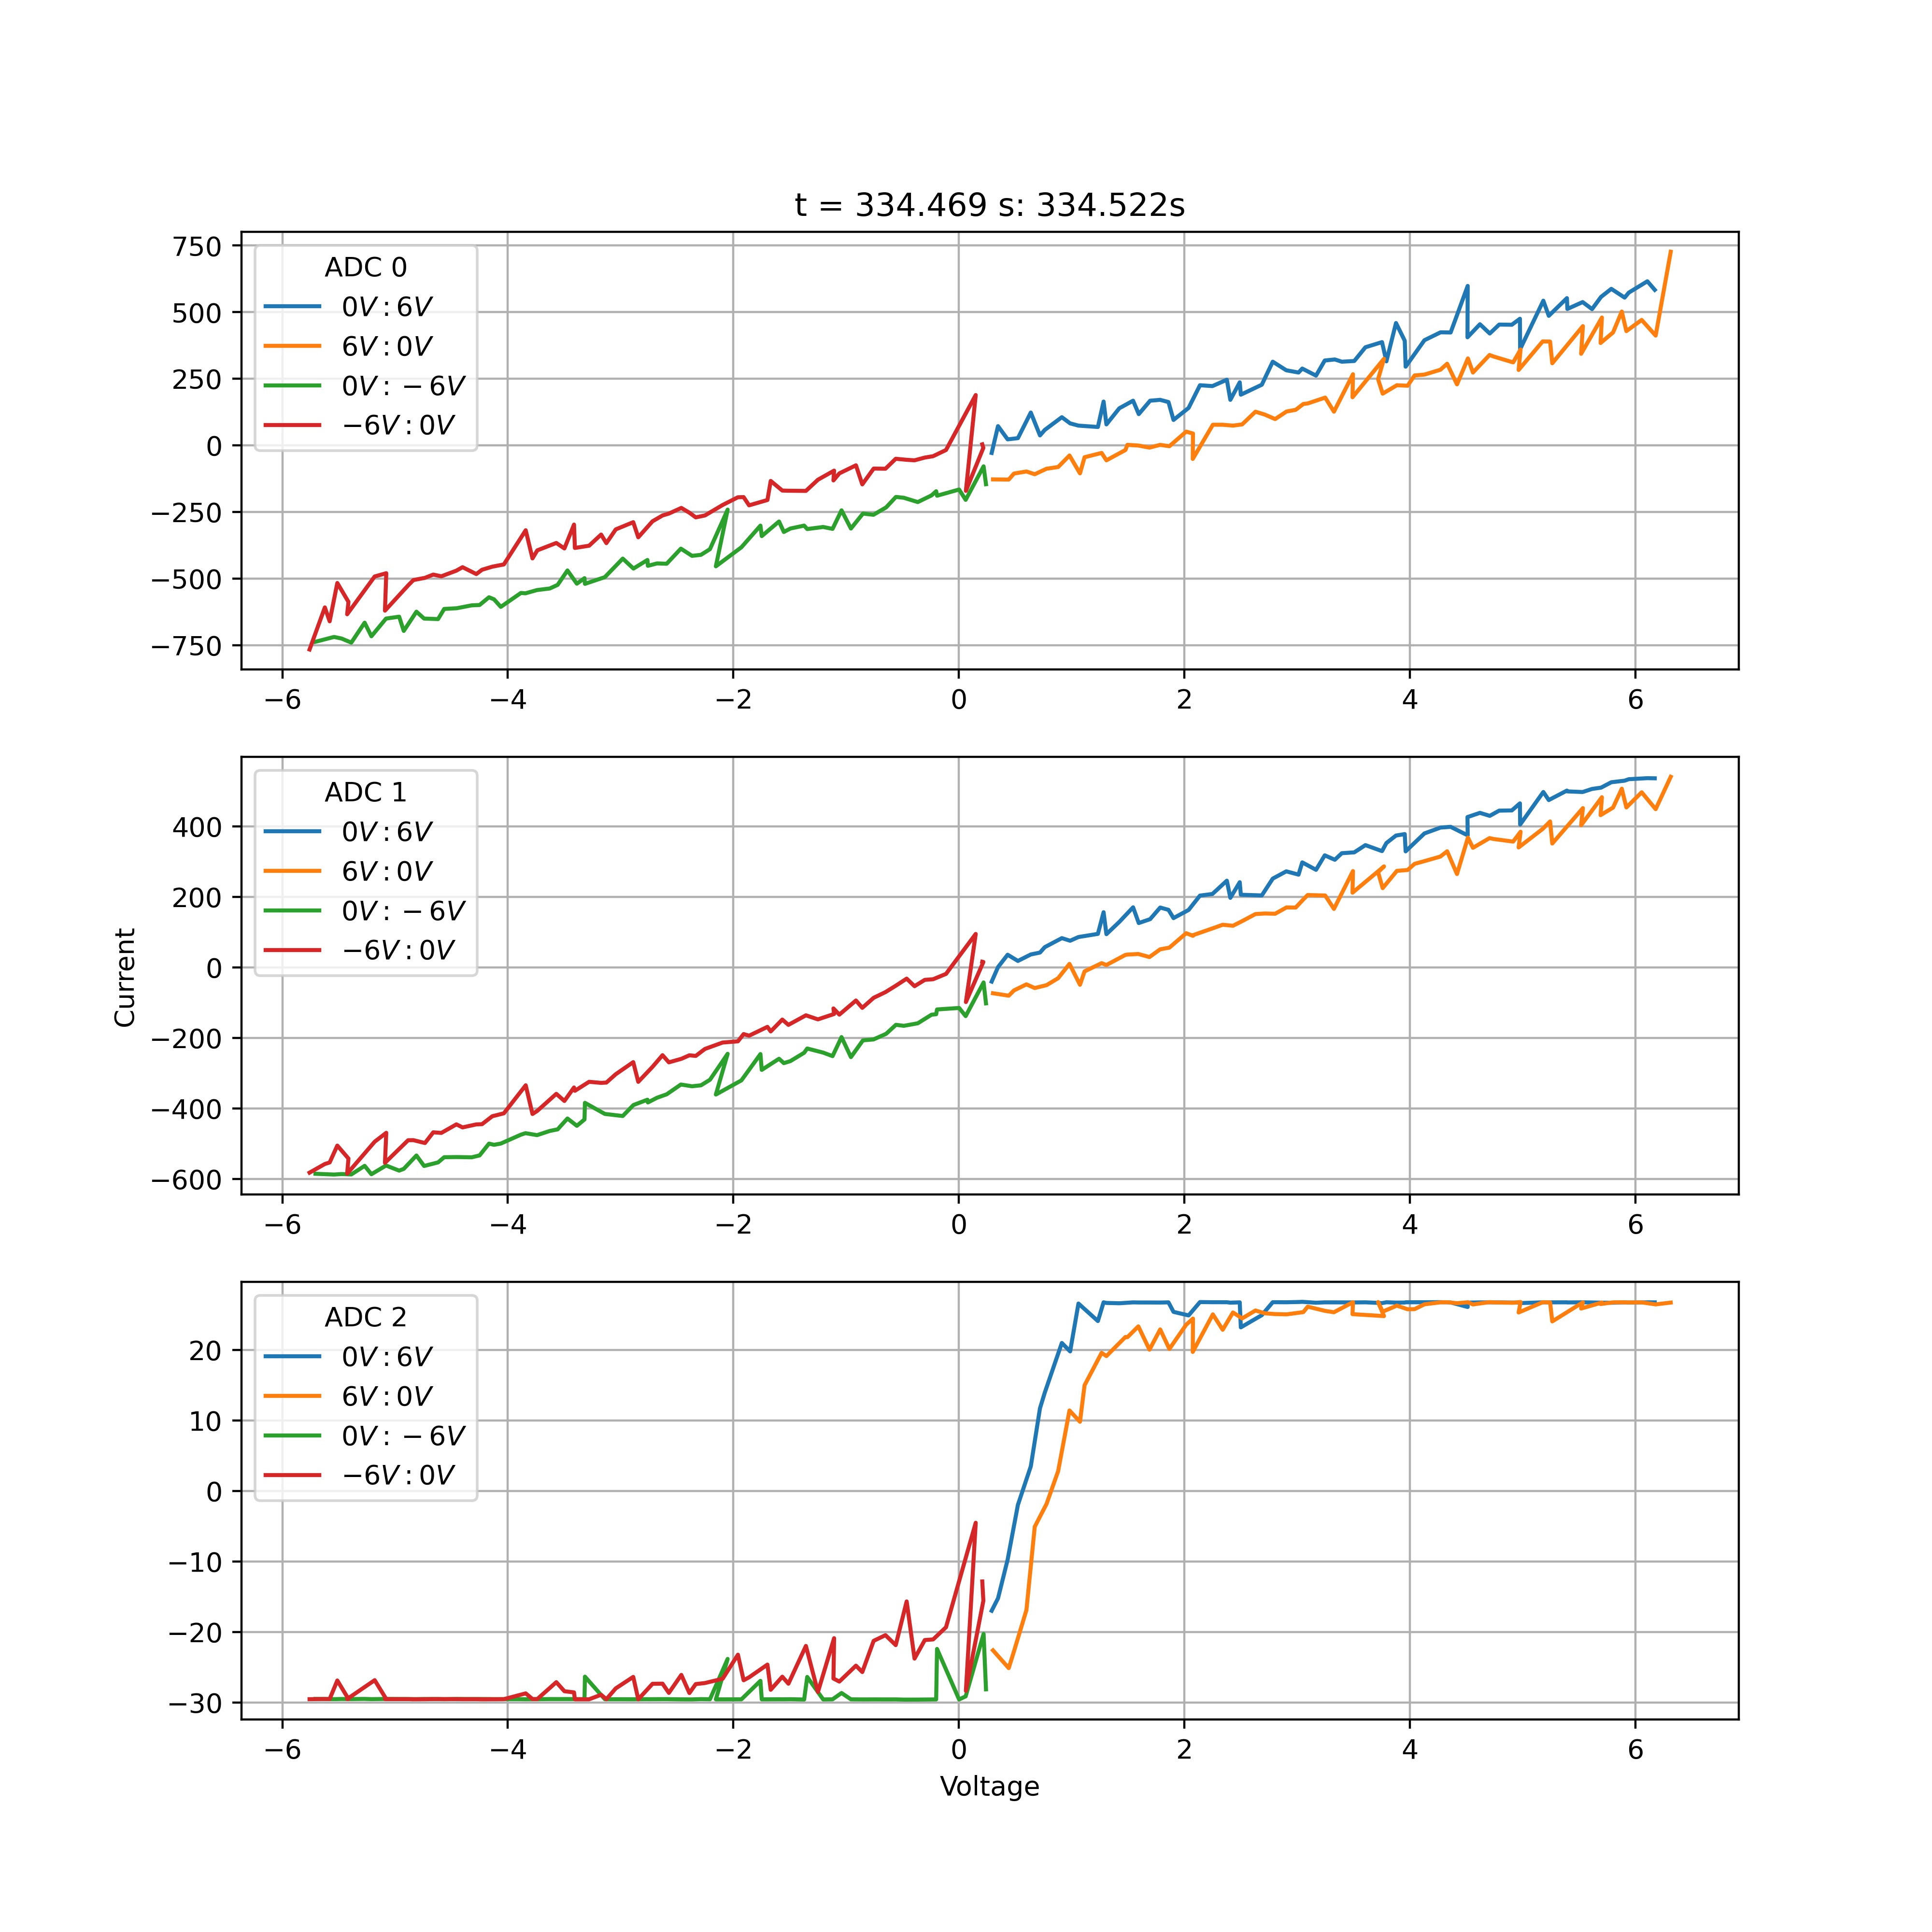 t = 334.469 s: 334.522s
750
500
250
0
−250
−500
−750
ADC 0
0V : 6V
6V : 0V
0V : − 6V
−6V : 0V
−6 −4 −2 0 2 4 6
Current
400
200
0
−200
−400
−600
ADC 1
0V : 6V
6V : 0V
0V : − 6V
−6V : 0V
−6 −4 −2 0 2 4 6
20
10
0
−10
−20
−30
ADC 2
0V : 6V
6V : 0V
0V : − 6V
−6V : 0V
−6 −4 −2 0 2 4 6
Voltage